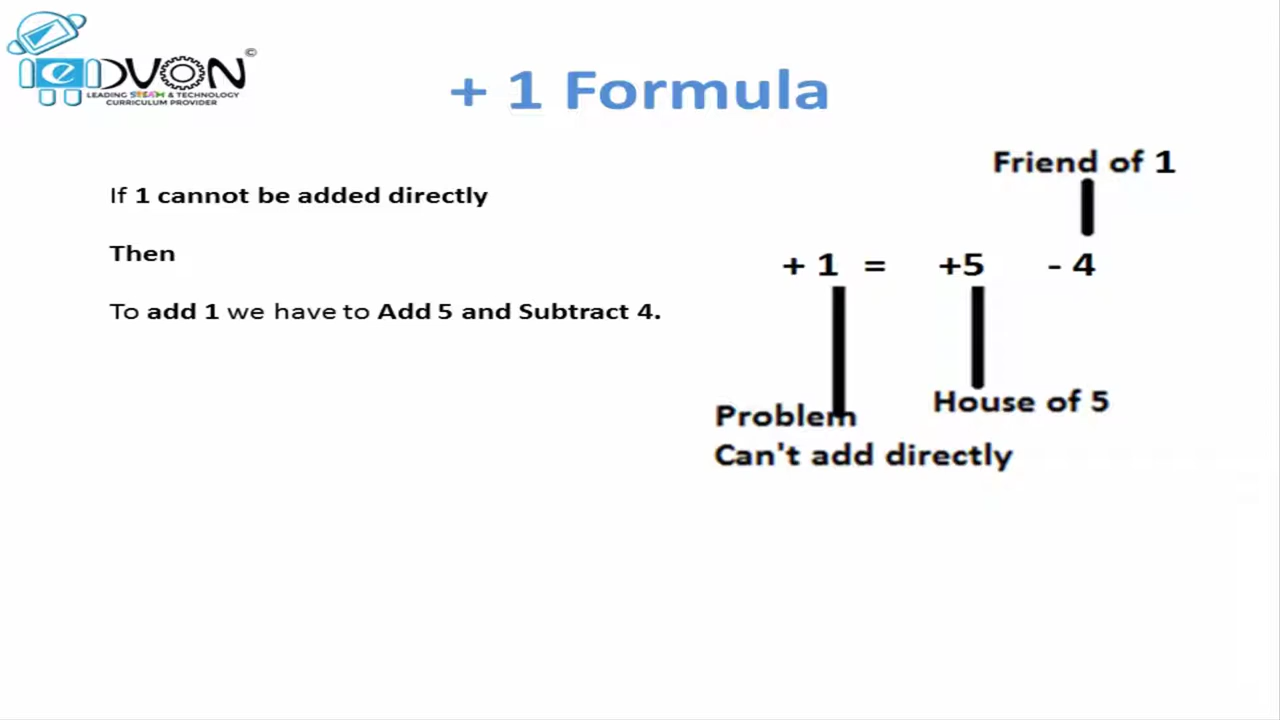 eDVON©
LEADING STEAM & TECHNOLOGY
CURRICULUM PROVIDER
+ 1 Formula
If 1 cannot be added directly
Then
To add 1 we have to Add 5 and Subtract 4.
Friend of 1
+ 1 = +5 - 4
House of 5
Problem
Can't add directly